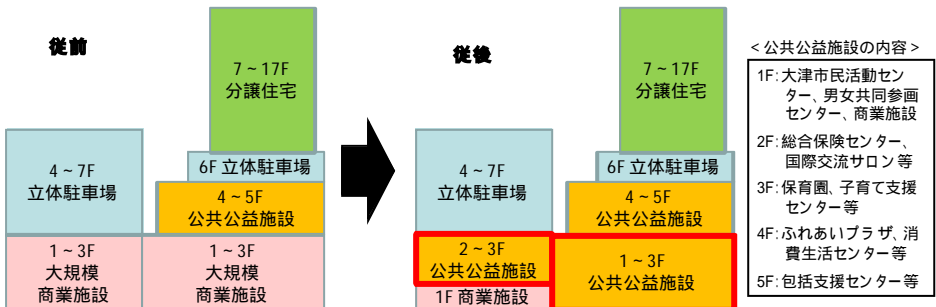 従前
7~17F
分譲住宅
4~7F
立体駐車場
6F 立体駐車場
4~5F
公共公益施設
1~3F
大規模
商業施設
1~3F
大規模
商業施設
従後
7~17F
分譲住宅
4~7F
立体駐車場
6F 立体駐車場
4~5F
公共公益施設
2~3F
公共公益施設
1F 商業施設
1~3F
公共公益施設
<公共公益施設の内容>
1F:大津市民活動セン
ター、男女共同参画
センター、商業施設
2F:総合保険センター、
国際交流サロン等
3F:保育園、子育て支援
センター等
4F:ふれあいプラザ、消
費生活センター等
5F:包括支援センター等